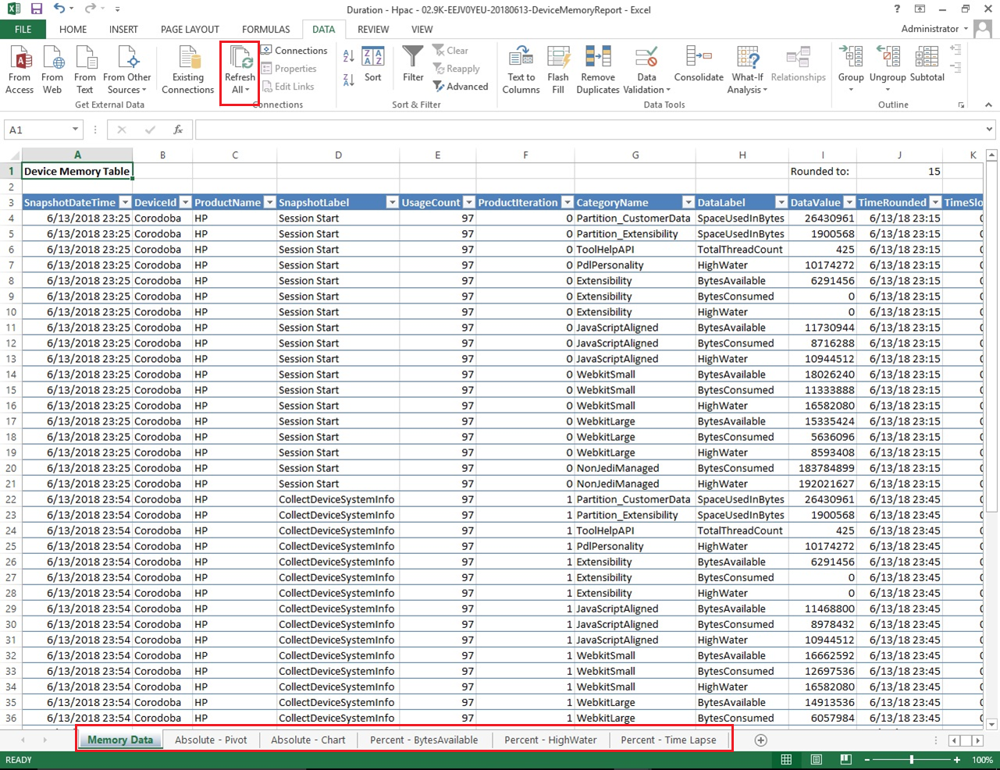 Duration - Hpac - 02.9K-EEJV0YEU-20180613-DeviceMemoryReport - Excel
FILE HOME INSERT PAGE LAYOUT FORMULAS DATA REVIEW VIEW Administrator
From Access From Web From Text From Other Sources Existing Connections Refresh All Connections Properties Edit Links Sort Filter Clear Reapply Advanced Text to Columns Flash Fill Remove Duplicates Data Validation Consolidate What-If Analysis Relationships Group Ungroup Subtotal
Get External Data onnections Sort & Filter Data Tools Outline
A1 fx
A B C D E F G H I J K
1 Device Memory Table Rounded to: 15
2
3 SnapshotDateTime DeviceId ProductName SnapshotLabel UsageCount ProductIteration CategoryName DataLabel DataValue TimeRounded TimeSlo
4 6/13/2018 23:25 Corodoba HP Session Start 97 0 Partition_CustomerData SpaceUsedInBytes 26430961 6/13/18 23:15
5 6/13/2018 23:25 Corodoba HP Session Start 97 0 Partition_Extensibility SpaceUsedInBytes 1900568 6/13/18 23:15
6 6/13/2018 23:25 Corodoba HP Session Start 97 0 ToolHelpAPI TotalThreadCount 425 6/13/18 23:15
7 6/13/2018 23:25 Corodoba HP Session Start 97 0 PdlPersonality HighWater 10174272 6/13/18 23:15
8 6/13/2018 23:25 Corodoba HP Session Start 97 0 Extensibility BytesAvailable 6291456 6/13/18 23:15
9 6/13/2018 23:25 Corodoba HP Session Start 97 0 Extensibility BytesConsumed 0 6/13/18 23:15
10 6/13/2018 23:25 Corodoba HP Session Start 97 0 Extensibility HighWater 0 6/13/18 23:15
11 6/13/2018 23:25 Corodoba HP Session Start 97 0 JavaScriptAligned BytesAvailable 11730944 6/13/18 23:15
12 6/13/2018 23:25 Corodoba HP Session Start 97 0 JavaScriptAligned BytesConsumed 8716288 6/13/18 23:15
13 6/13/2018 23:25 Corodoba HP Session Start 97 0 JavaScriptAligned HighWater 10944512 6/13/18 23:15
14 6/13/2018 23:25 Corodoba HP Session Start 97 0 WebkitSmall BytesAvailable 18026240 6/13/18 23:15
15 6/13/2018 23:25 Corodoba HP Session Start 97 0 WebkitSmall BytesConsumed 11333888 6/13/18 23:15
16 6/13/2018 23:25 Corodoba HP Session Start 97 0 WebkitSmall HighWater 16582080 6/13/18 23:15
17 6/13/2018 23:25 Corodoba HP Session Start 97 0 WebkitLarge BytesAvailable 15335424 6/13/18 23:15
18 6/13/2018 23:25 Corodoba HP Session Start 97 0 WebkitLarge BytesConsumed 5636096 6/13/18 23:15
19 6/13/2018 23:25 Corodoba HP Session Start 97 0 WebkitLarge HighWater 8593408 6/13/18 23:15
20 6/13/2018 23:25 Corodoba HP Session Start 97 0 NonJediManaged BytesConsumed 183784899 6/13/18 23:15
21 6/13/2018 23:25 Corodoba HP Session Start 97 0 NonJediManaged HighWater 192021627 6/13/18 23:15
22 6/13/2018 23:54 Corodoba HP CollectDeviceSystemInfo 97 1 Partition_CustomerData SpaceUsedInBytes 26430961 6/13/18 23:45
23 6/13/2018 23:54 Corodoba HP CollectDeviceSystemInfo 97 1 Partition_Extensibility SpaceUsedInBytes 1900568 6/13/18 23:45
24 6/13/2018 23:54 Corodoba HP CollectDeviceSystemInfo 97 1 ToolHelpAPI TotalThreadCount 425 6/13/18 23:45
25 6/13/2018 23:54 Corodoba HP CollectDeviceSystemInfo 97 1 PdlPersonality HighWater 10174272 6/13/18 23:45
26 6/13/2018 23:54 Corodoba HP CollectDeviceSystemInfo 97 1 Extensibility BytesAvailable 6291456 6/13/18 23:45
27 6/13/2018 23:54 Corodoba HP CollectDeviceSystemInfo 97 1 Extensibility BytesConsumed 0 6/13/18 23:45
28 6/13/2018 23:54 Corodoba HP CollectDeviceSystemInfo 97 1 Extensibility HighWater 0 6/13/18 23:45
29 6/13/2018 23:54 Corodoba HP CollectDeviceSystemInfo 97 1 JavaScriptAligned BytesAvailable 11468800 6/13/18 23:45
30 6/13/2018 23:54 Corodoba HP CollectDeviceSystemInfo 97 1 JavaScriptAligned BytesConsumed 8978432 6/13/18 23:45
31 6/13/2018 23:54 Corodoba HP CollectDeviceSystemInfo 97 1 JavaScriptAligned HighWater 10944512 6/13/18 23:45
32 6/13/2018 23:54 Corodoba HP CollectDeviceSystemInfo 97 1 WebkitSmall BytesAvailable 16662592 6/13/18 23:45
33 6/13/2018 23:54 Corodoba HP CollectDeviceSystemInfo 97 1 WebkitSmall BytesConsumed 12697536 6/13/18 23:45
34 6/13/2018 23:54 Corodoba HP CollectDeviceSystemInfo 97 1 WebkitSmall HighWater 16582080 6/13/18 23:45
35 6/13/2018 23:54 Corodoba HP CollectDeviceSystemInfo 97 1 WebkitLarge BytesAvailable 14913536 6/13/18 23:45
36 6/13/2018 23:54 Corodoba HP CollectDeviceSystemInfo 97 1 WebkitLarge BytesConsumed 6057984 6/13/18 23:45
Memory Data Absolute - Pivot Absolute - Chart Percent - BytesAvailable Percent - HighWater Percent - Time Lapse
READY 100%